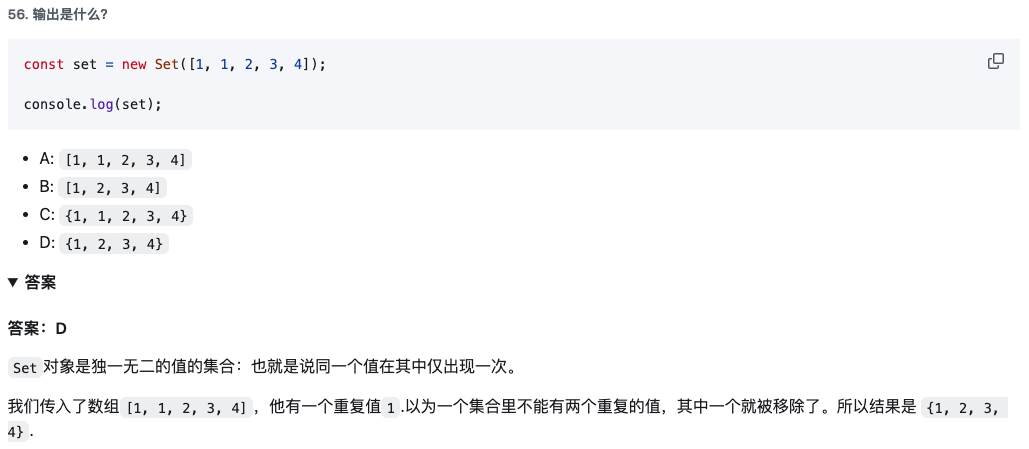 56. 输出是什么?
const set = new Set([1, 1, 2, 3, 4]);
console.log(set);
A: [1, 1, 2, 3, 4]
B: [1, 2, 3, 4]
C: {1, 1, 2, 3, 4}
D: {1, 2, 3, 4}
▼ 答案
答案：D
Set对象是独一无二的值的集合：也就是说同一个值在其中仅出现一次。
我们传入了数组[1, 1, 2, 3, 4]，他有一个重复值1.以为一个集合里不能有两个重复的值，其中一个就被移除了。所以结果是 {1, 2, 3,
4}.